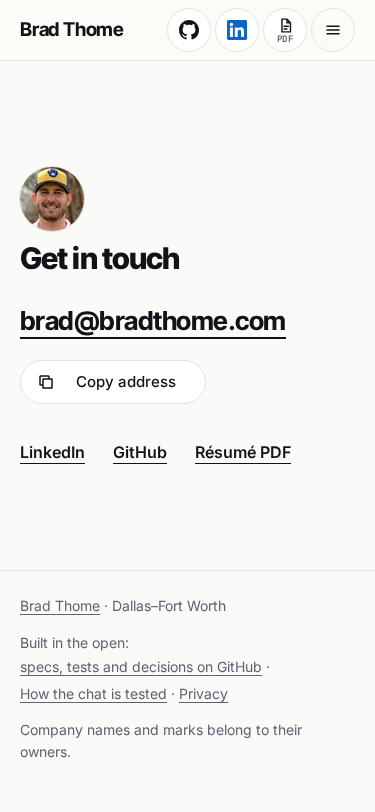 Brad Thome
PDF
Get in touch
brad@bradthome.com
Copy address
LinkedIn GitHub Résumé PDF
Brad Thome · Dallas–Fort Worth
Built in the open:
specs, tests and decisions on GitHub ·
How the chat is tested · Privacy
Company names and marks belong to their
owners.